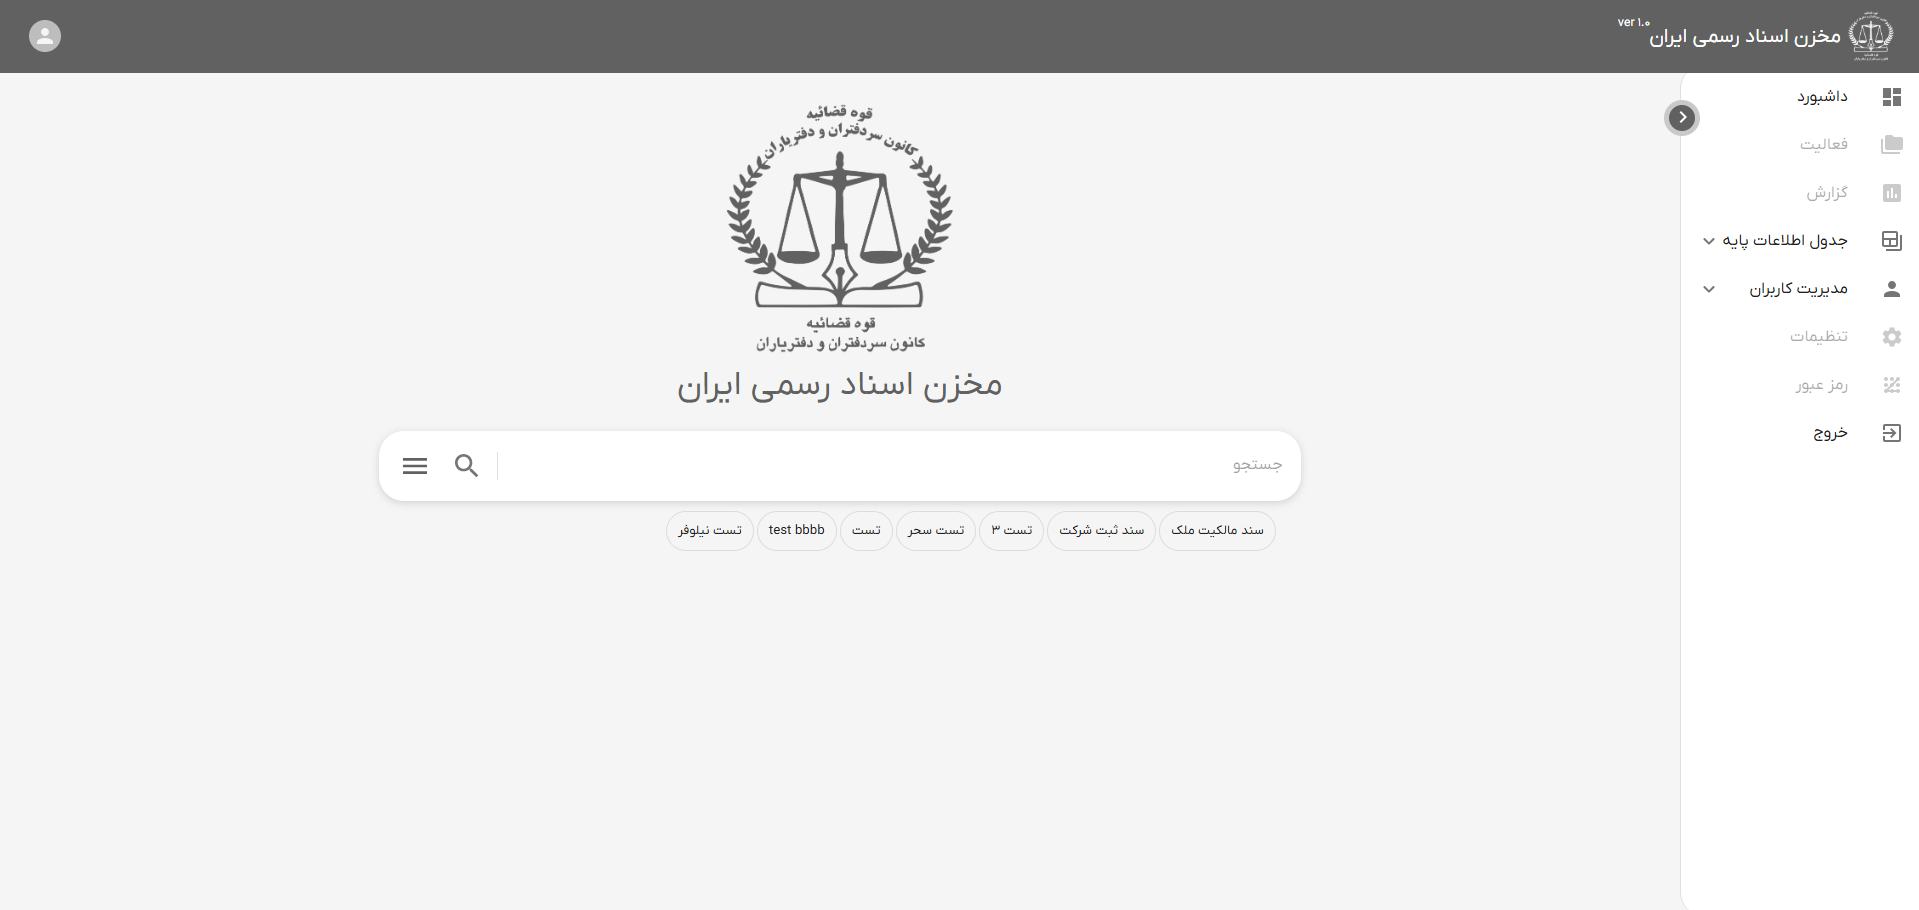 مخزن اسناد رسمی ایران
ver ۱.۰
داشبورد
فعالیت
گزارش
جدول اطلاعات پایه
مدیریت کاربران
تنظیمات
رمز عبور
خروج
قوه قضائیه
کانون سردفتران و دفتریاران
قوه قضائیه
کانون سردفتران و دفتریاران
مخزن اسناد رسمی ایران
جستجو
سند مالکیت ملک
سند ثبت شرکت
تست ۳
تست سحر
تست
test bbbb
تست نیلوفر